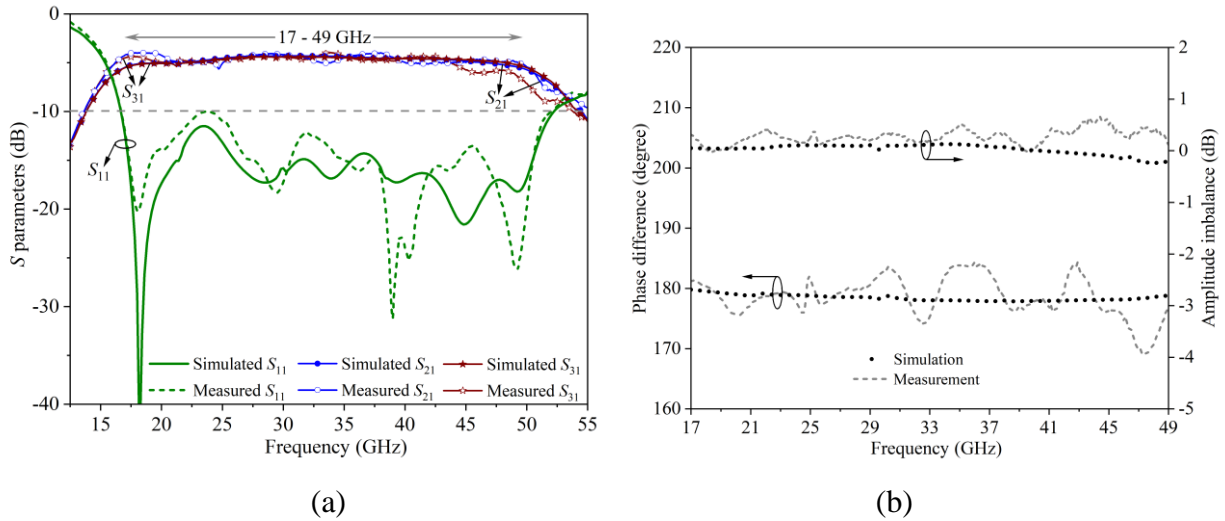 17 - 49 GHz
S31
S21
S11
S parameters (dB)
0
-10
-20
-30
-40
Simulated S11
Simulated S21
Simulated S31
Measured S11
Measured S21
Measured S31
15 20 25 30 35 40 45 50 55
Frequency (GHz)
(a)
Phase difference (degree)
220
210
200
190
180
170
160
2
1
0
-1
-2
-3
-4
-5
Amplitude imbalance (dB)
Simulation
Measurement
17 21 25 29 33 37 41 45 49
Frequency (GHz)
(b)